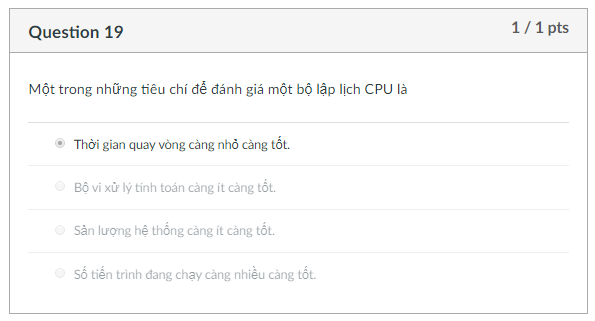 Question 19
1 / 1 pts
Một trong những tiêu chí để đánh giá một bộ lập lịch CPU là
Thời gian quay vòng càng nhỏ càng tốt.
Bộ vi xử lý tính toán càng ít càng tốt.
Sản lượng hệ thống càng ít càng tốt.
Số tiến trình đang chạy càng nhiều càng tốt.